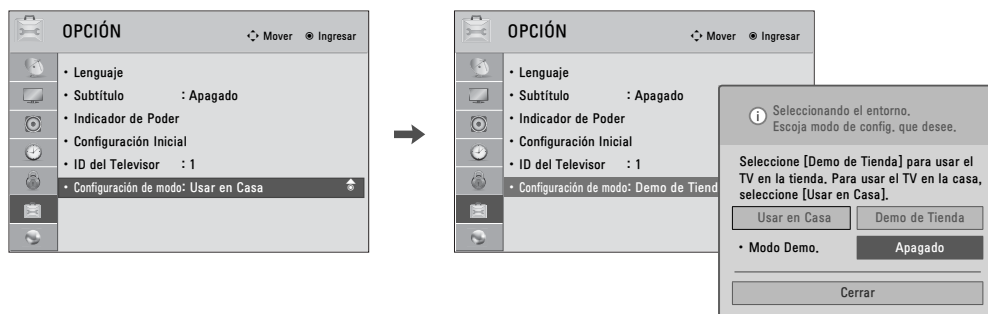 OPCIÓN
Mover Ingresar
• Lenguaje
• Subtítulo : Apagado
• Indicador de Poder
• Configuración Inicial
• ID del Televisor : 1
• Configuración de modo: Usar en Casa
OPCIÓN
Mover Ingresar
• Lenguaje
• Subtítulo : Apagado
• Indicador de Poder
• Configuración Inicial
• ID del Televisor : 1
• Configuración de modo: Demo de Tiend
i
Seleccionando el entorno.
Escoja modo de config. que desee.
Seleccione [Demo de Tienda] para usar el
TV en la tienda. Para usar el TV en la casa,
seleccione [Usar en Casa].
Usar en Casa Demo de Tienda
• Modo Demo. Apagado
Cerrar